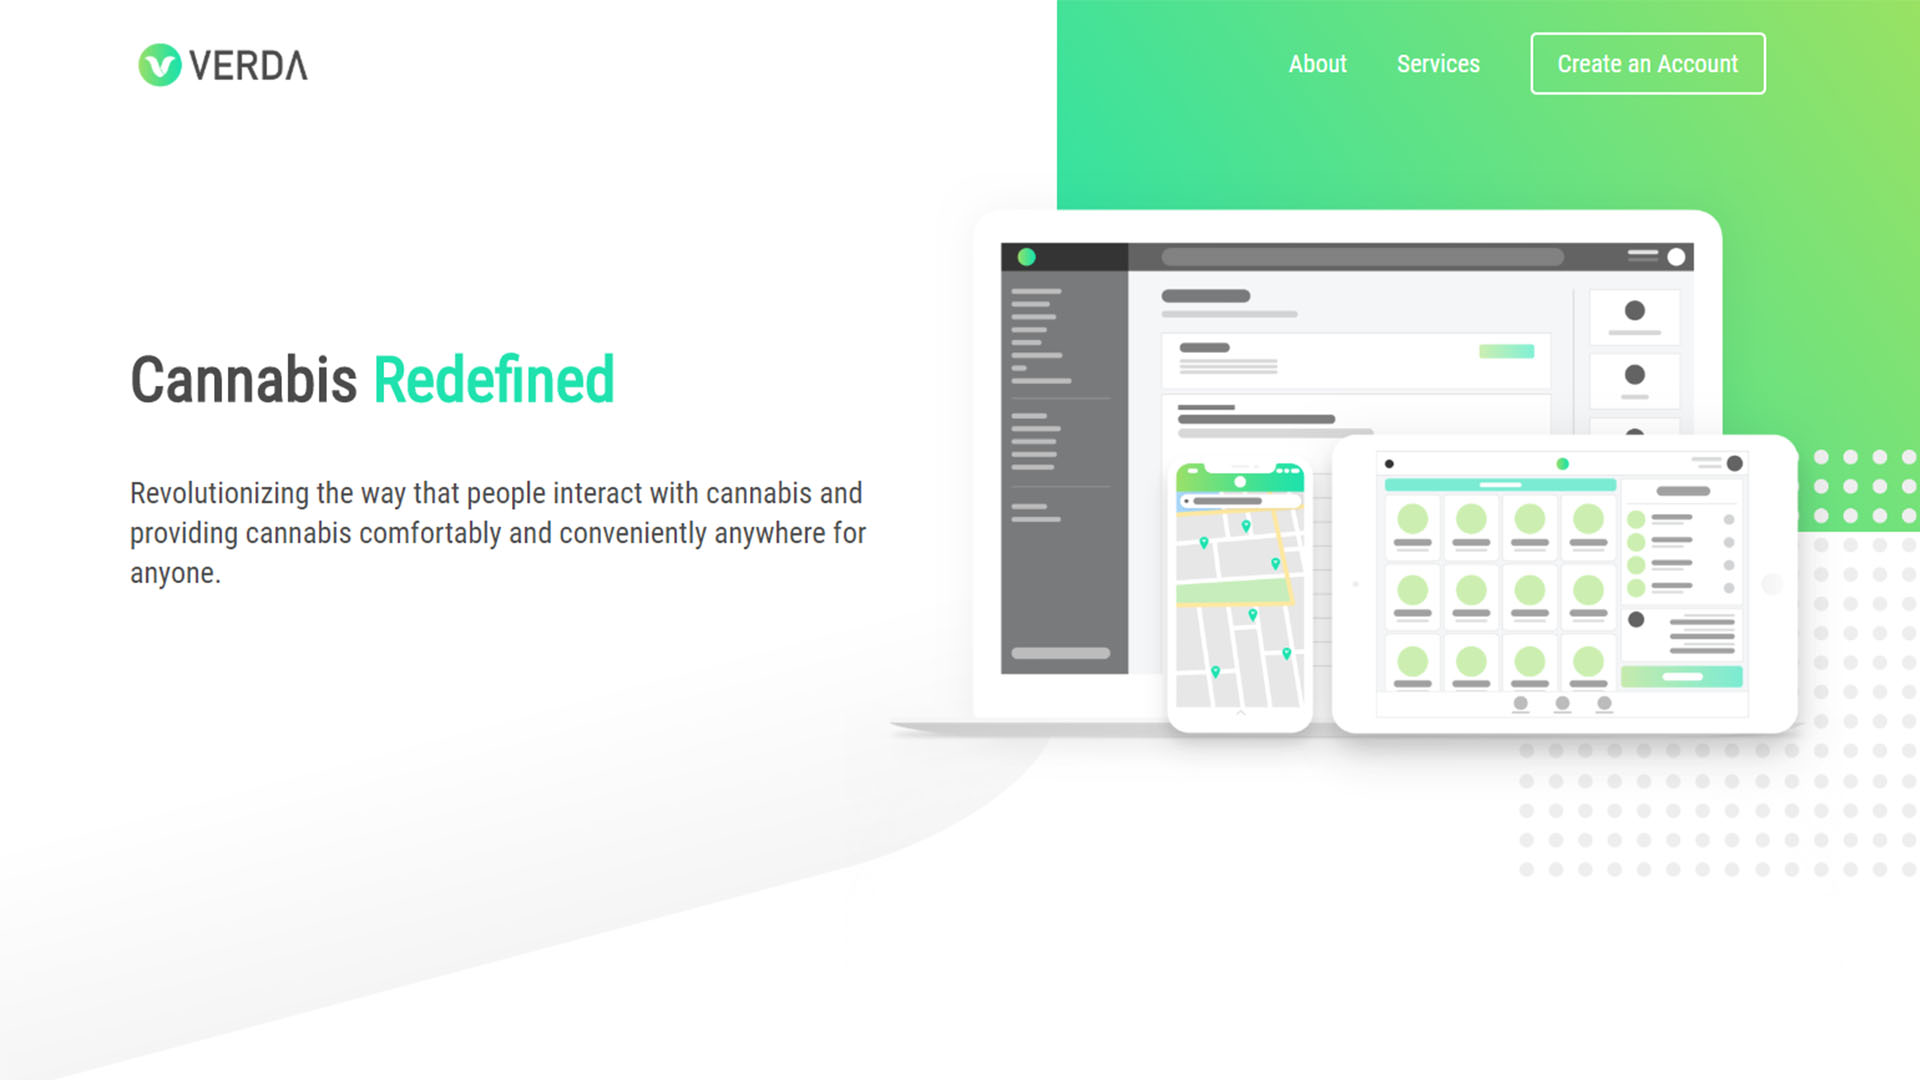 VERDA
About
Services
Create an Account
Cannabis Redefined
Revolutionizing the way that people interact with cannabis and
providing cannabis comfortably and conveniently anywhere for
anyone.